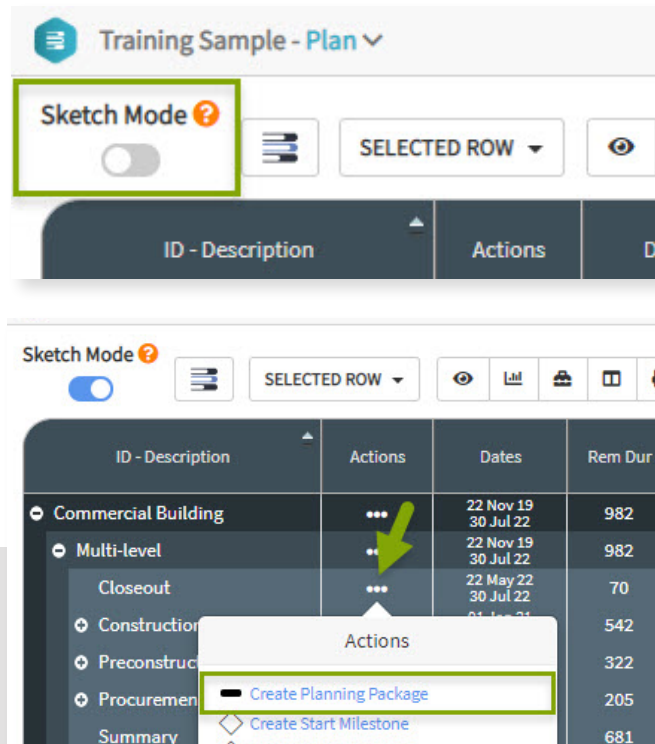 Training Sample - Plan
Sketch Mode ?
SELECTED ROW
ID - Description Actions D
Sketch Mode ?
SELECTED ROW
ID - Description Actions Dates Rem Dur
Commercial Building 22 Nov 19 982
30 Jul 22
Multi-level 22 Nov 19 982
30 Jul 22
Closeout 22 May 22 70
30 Jul 22
Construction 542
Actions
Preconstruc 322
Create Planning Package
Procuremen 205
Create Start Milestone
Summary 681